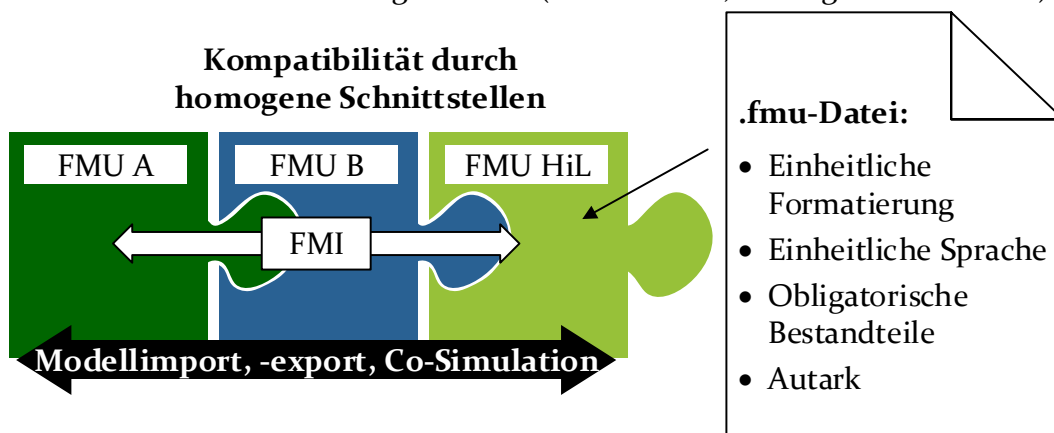 Kompatibilität durch
homogene Schnittstellen
FMU A
FMU B
FMU HiL
FMI
Modellimport, -export, Co-Simulation
.fmu-Datei:
• Einheitliche
Formatierung
• Einheitliche Sprache
• Obligatorische
Bestandteile
• Autark